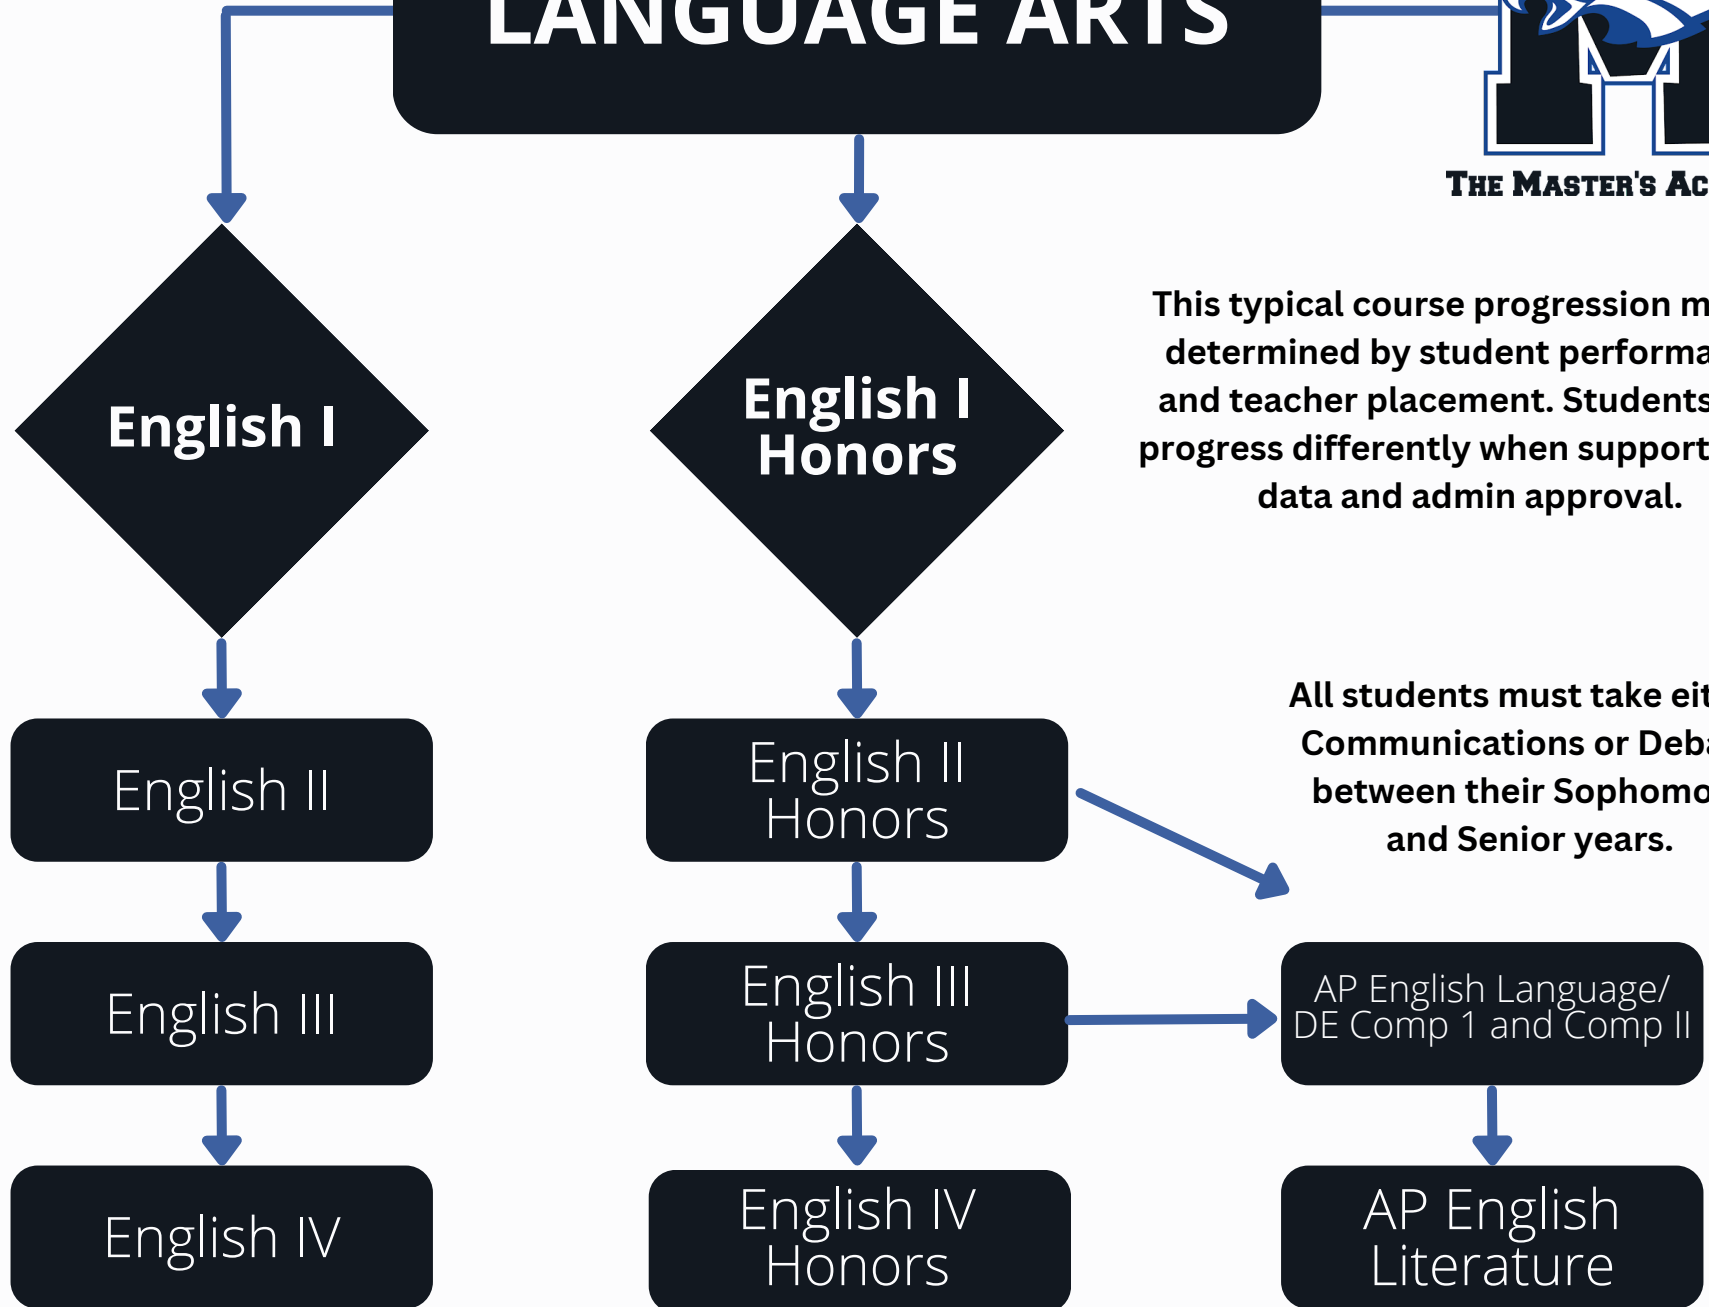 LANGUAGE ARTS
THE MASTER'S AC
This typical course progression m
determined by student performa
and teacher placement. Students
progress differently when support
data and admin approval.
English I
English I
Honors
All students must take eit
Communications or Deba
between their Sophomo
and Senior years.
English II
English II
Honors
English III
English III
Honors
AP English Language/
DE Comp 1 and Comp II
English IV
English IV
Honors
AP English
Literature